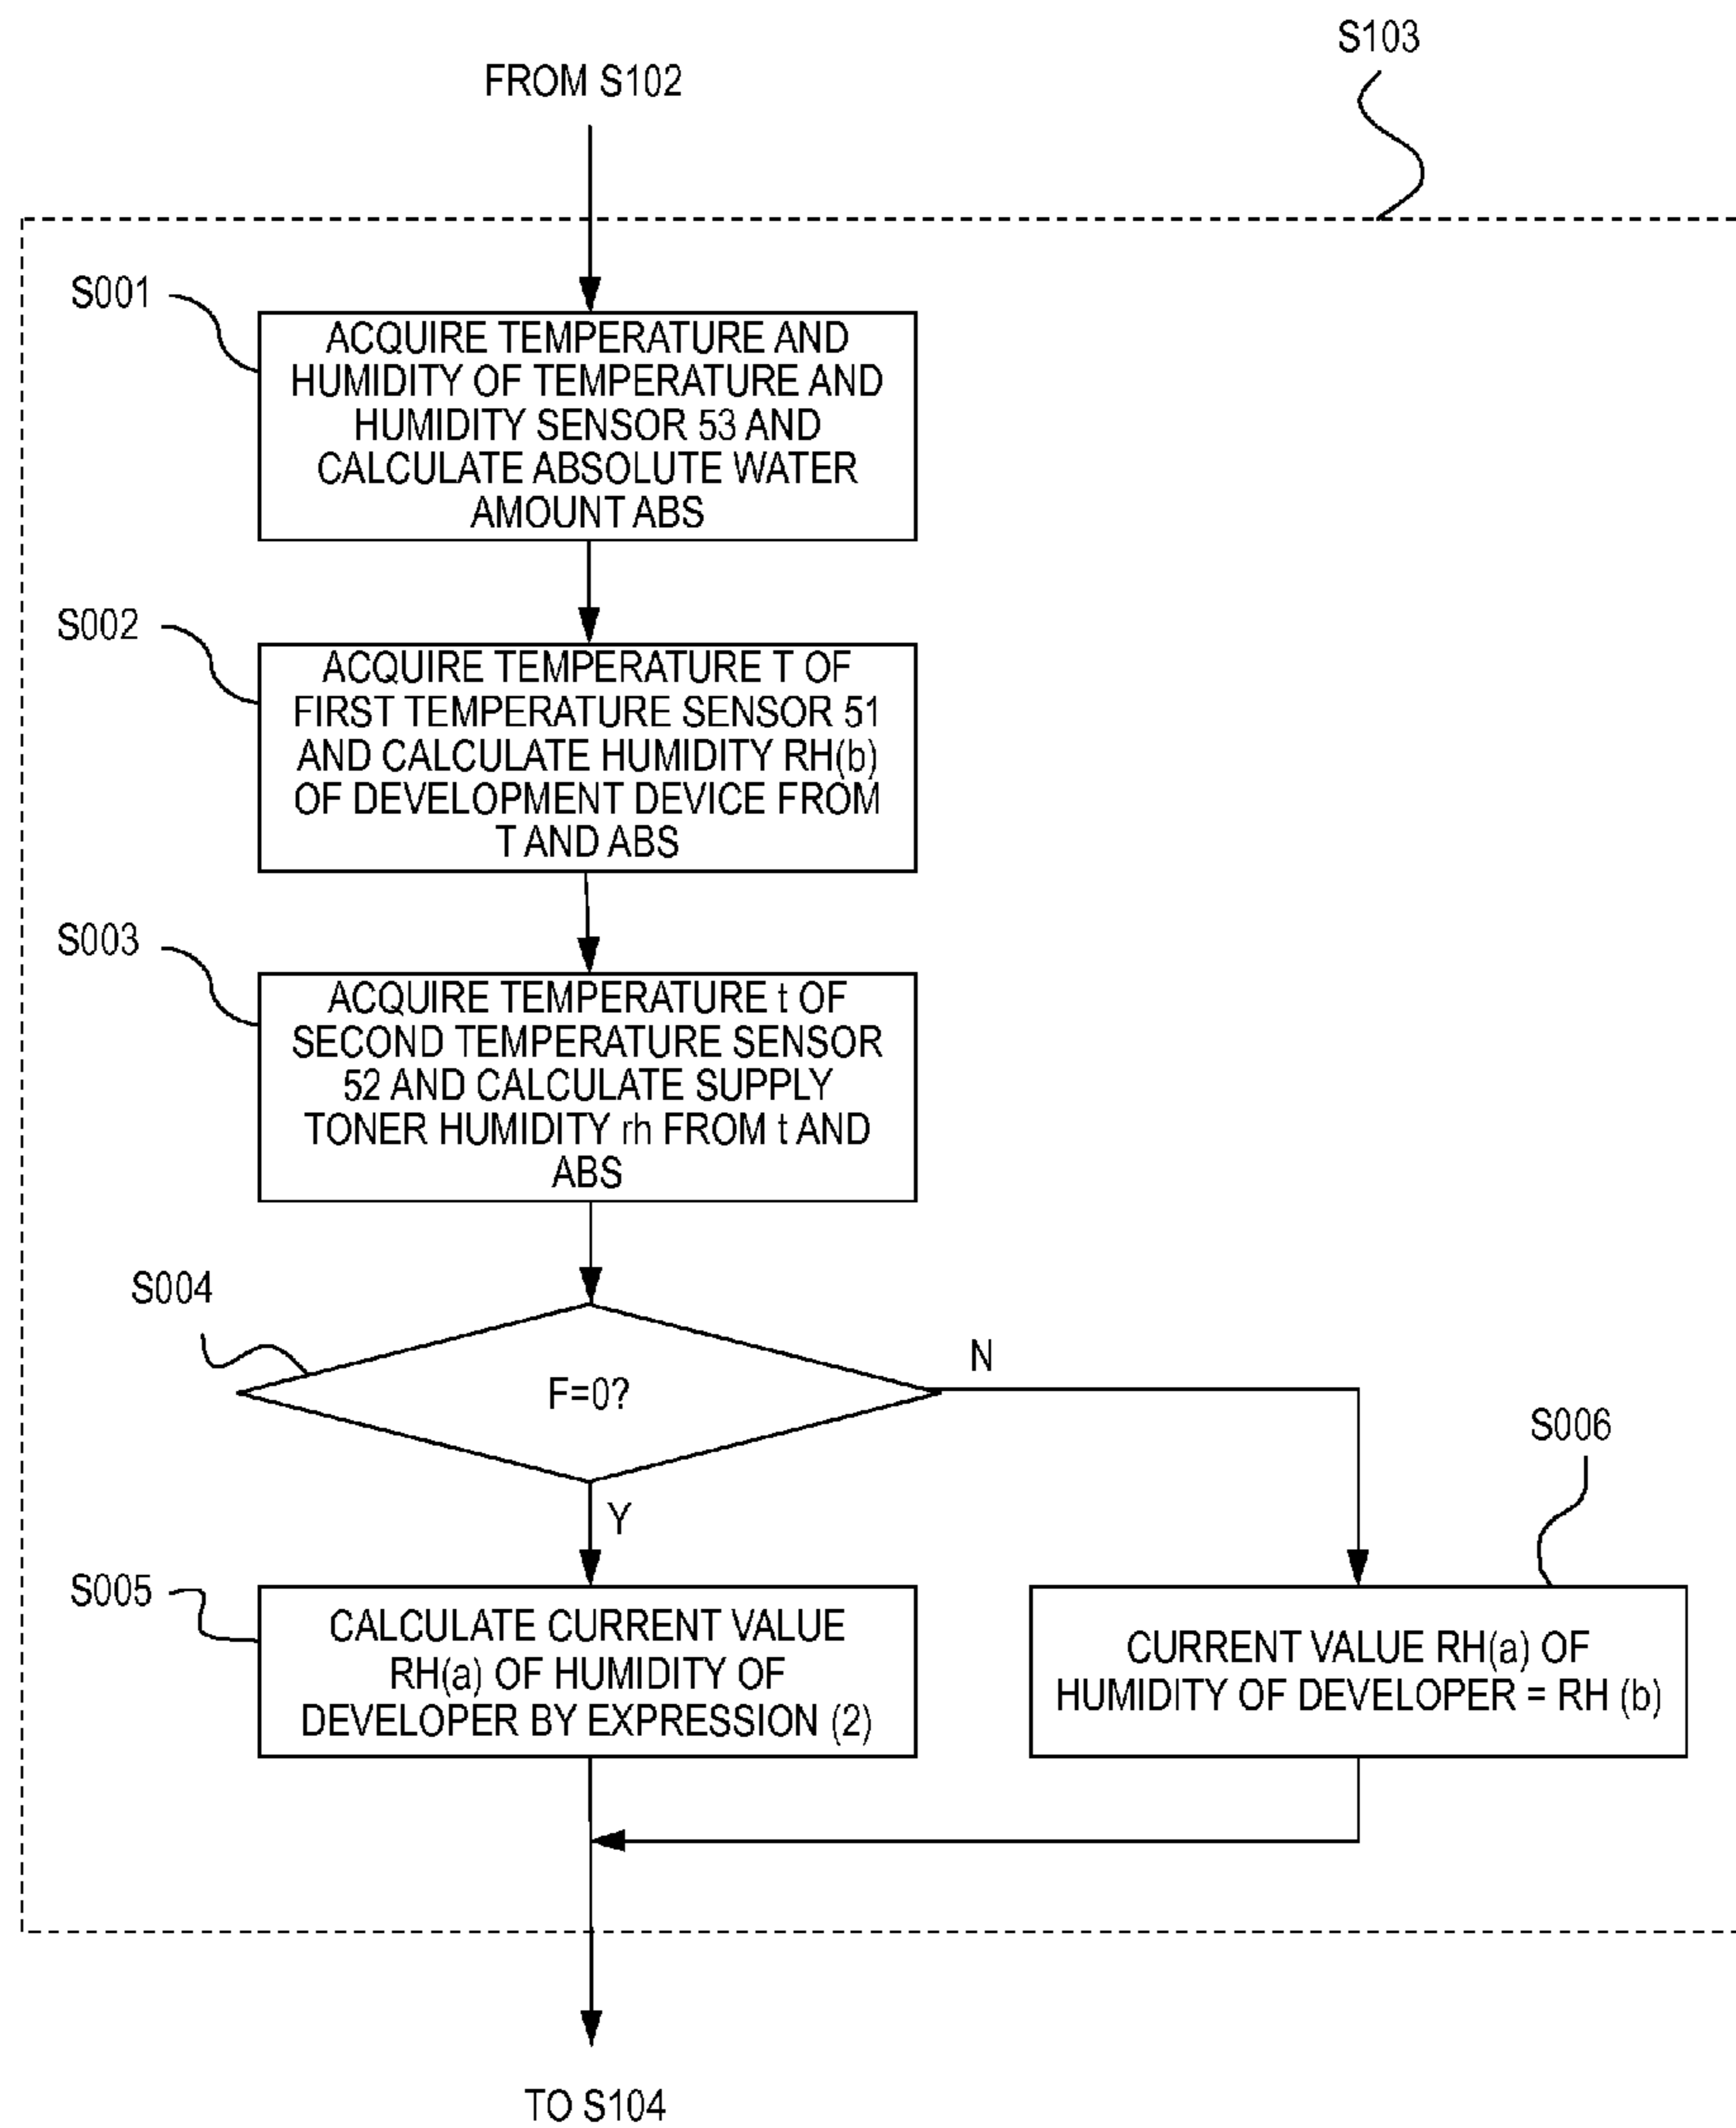 S103
FROM S102
S001
ACQUIRE TEMPERATURE AND
HUMIDITY OF TEMPERATURE AND
HUMIDITY SENSOR 53 AND
CALCULATE ABSOLUTE WATER
AMOUNT ABS
S002
ACQUIRE TEMPERATURE T OF
FIRST TEMPERATURE SENSOR 51
AND CALCULATE HUMIDITY RH(b)
OF DEVELOPMENT DEVICE FROM
T AND ABS
S003
ACQUIRE TEMPERATURE t OF
SECOND TEMPERATURE SENSOR
52 AND CALCULATE SUPPLY
TONER HUMIDITY rh FROM t AND
ABS
S004
F=0?
N
Y
S005
CALCULATE CURRENT VALUE
RH(a) OF HUMIDITY OF
DEVELOPER BY EXPRESSION (2)
S006
CURRENT VALUE RH(a) OF
HUMIDITY OF DEVELOPER = RH (b)
TO S104